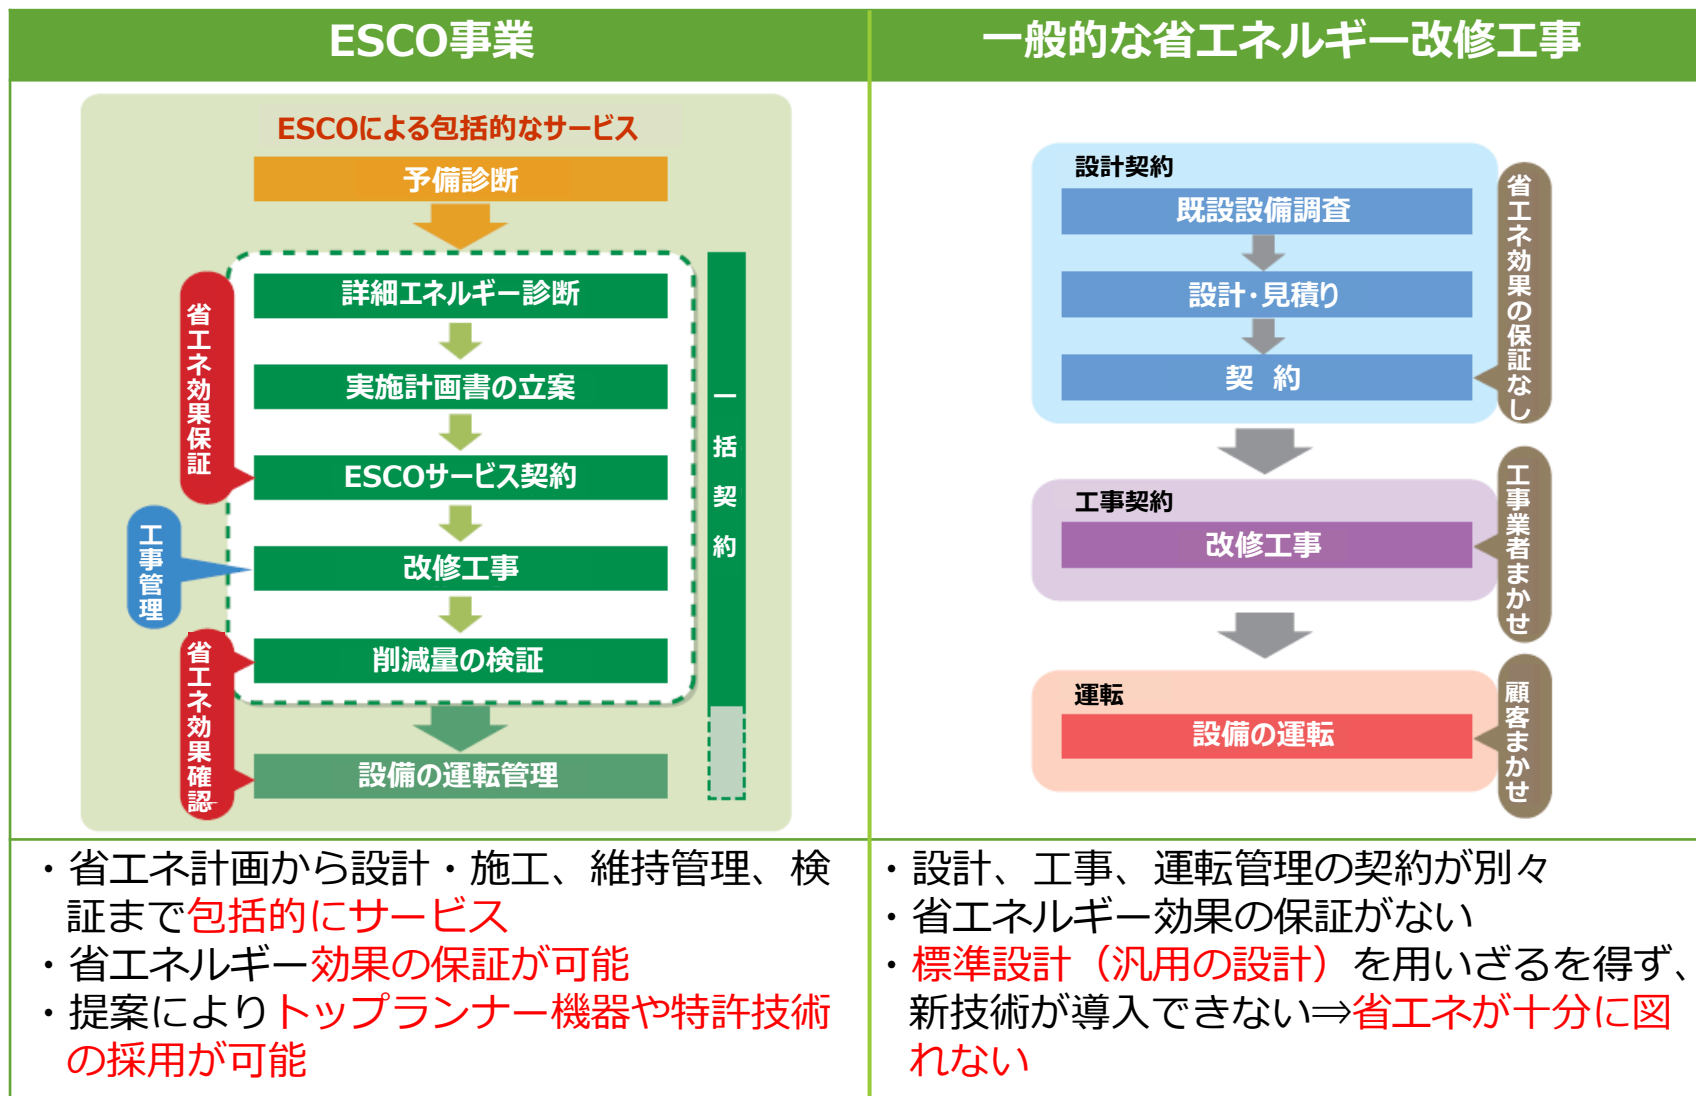 ESCO事業
ESCOによる包括的なサービス
予備診断
詳細エネルギー診断
実施計画書の立案
ESCOサービス契約
改修工事
削減量の検証
設備の運転管理
省エネ効果保証
工事管理
省エネ効果確認
一括契約
一般的な省エネルギー改修工事
設計契約
既設設備調査
設計・見積り
契 約
工事契約
改修工事
運転
設備の運転
省エネ効果の保証なし
工事業者まかせ
顧客まかせ
・省エネ計画から設計・施工、維持管理、検
証まで包括的にサービス
・省エネルギー効果の保証が可能
・提案によりトップランナー機器や特許技術
の採用が可能
・設計、工事、運転管理の契約が別々
・省エネルギー効果の保証がない
・標準設計（汎用の設計）を用いざるを得ず、
新技術が導入できない⇒省エネが十分に図
れない